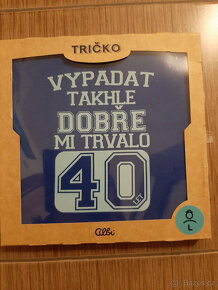 TRIČKO
VYPADAT
TAKHLE
DOBŘE
MI TRVALO
40 LET
albi
L